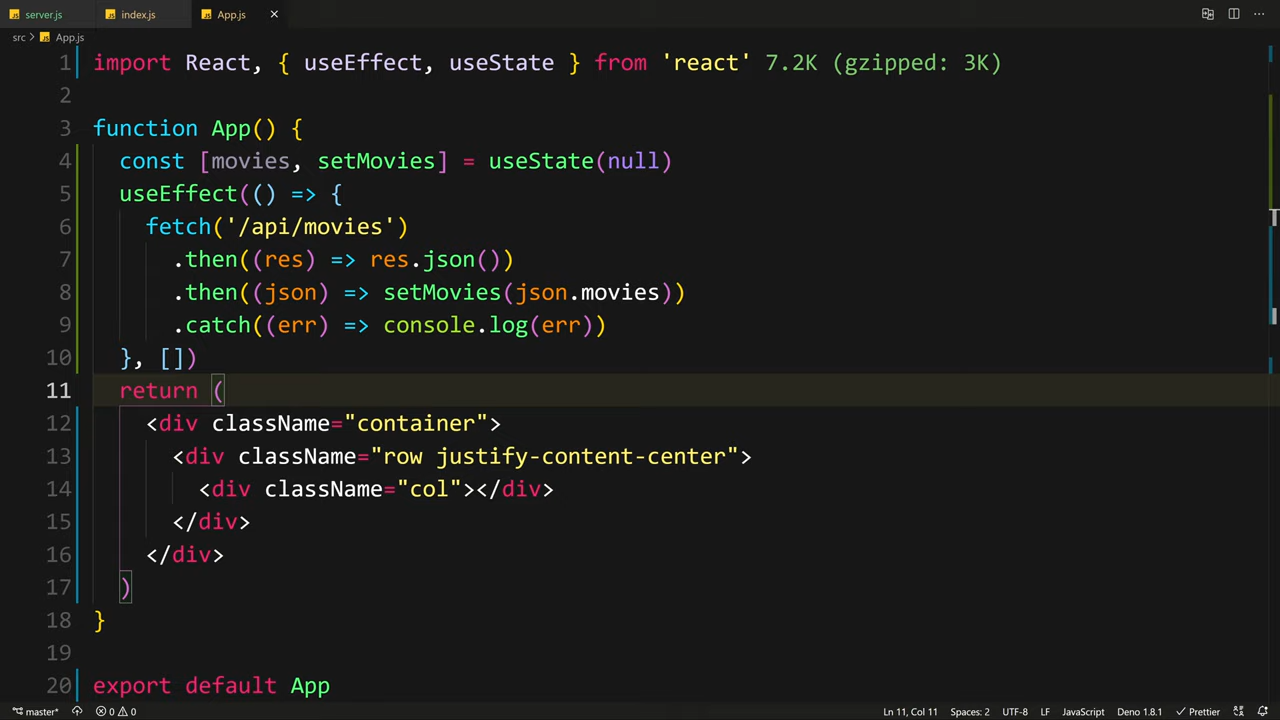 server.js index.js App.js
src > App.js
1 import React, { useEffect, useState } from 'react' 7.2K (gzipped: 3K)
2
3 function App() {
4 const [movies, setMovies] = useState(null)
5 useEffect(() => {
6 fetch('/api/movies')
7 .then((res) => res.json())
8 .then((json) => setMovies(json.movies))
9 .catch((err) => console.log(err))
10 }, [])
11 return (
12 <div className="container">
13 <div className="row justify-content-center">
14 <div className="col"></div>
15 </div>
16 </div>
17 )
18 }
19
20 export default App
master* 0 0 Ln 11, Col 11 Spaces: 2 UTF-8 LF JavaScript Deno 1.8.1 Prettier